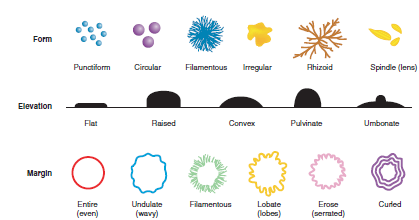 Form
Punctiform Circular Filamentous Irregular Rhizoid Spindle (lens)
Elevation
Flat Raised Convex Pulvinate Umbonate
Margin
Entire Undulate Filamentous Lobate Erose Curled
(even) (wavy) (lobes) (serrated)